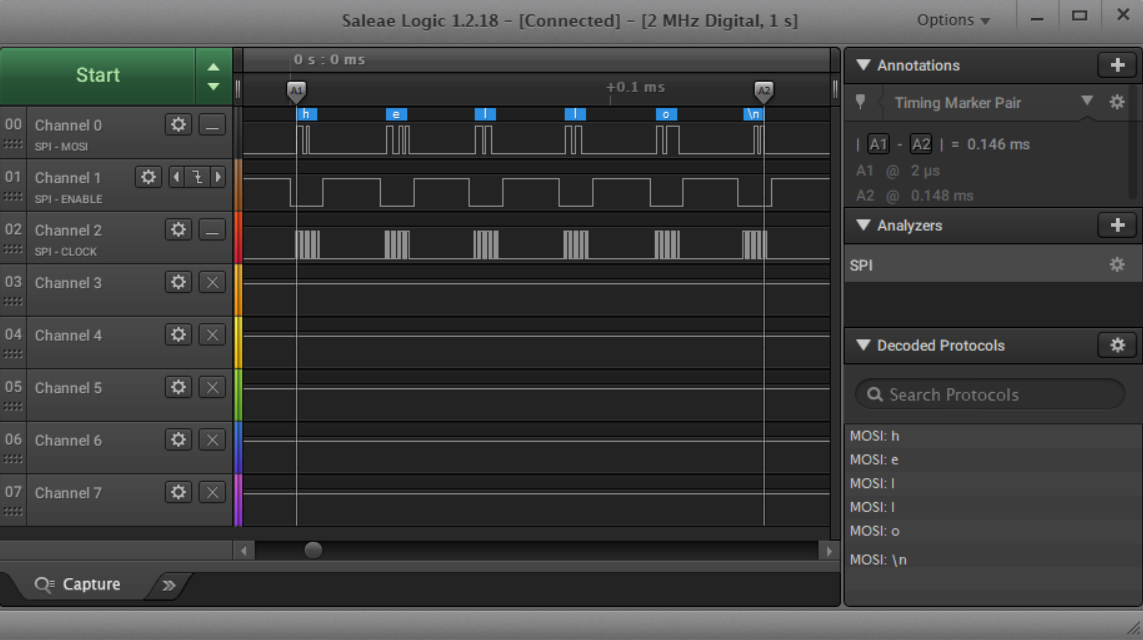 Saleae Logic 1.2.18 - [Connected] - [2 MHz Digital, 1 s]
Options
Start
0 s : 0 ms
A1
+0.1 ms
A2
h e l l o \n
00 Channel 0
SPI - MOSI
01 Channel 1
SPI - ENABLE
02 Channel 2
SPI - CLOCK
03 Channel 3
04 Channel 4
05 Channel 5
06 Channel 6
07 Channel 7
Capture
Annotations
Timing Marker Pair
| A1 - A2 | = 0.146 ms
A1 @ 2 μs
A2 @ 0.148 ms
Analyzers
SPI
Decoded Protocols
Search Protocols
MOSI: h
MOSI: e
MOSI: l
MOSI: l
MOSI: o
MOSI: \n